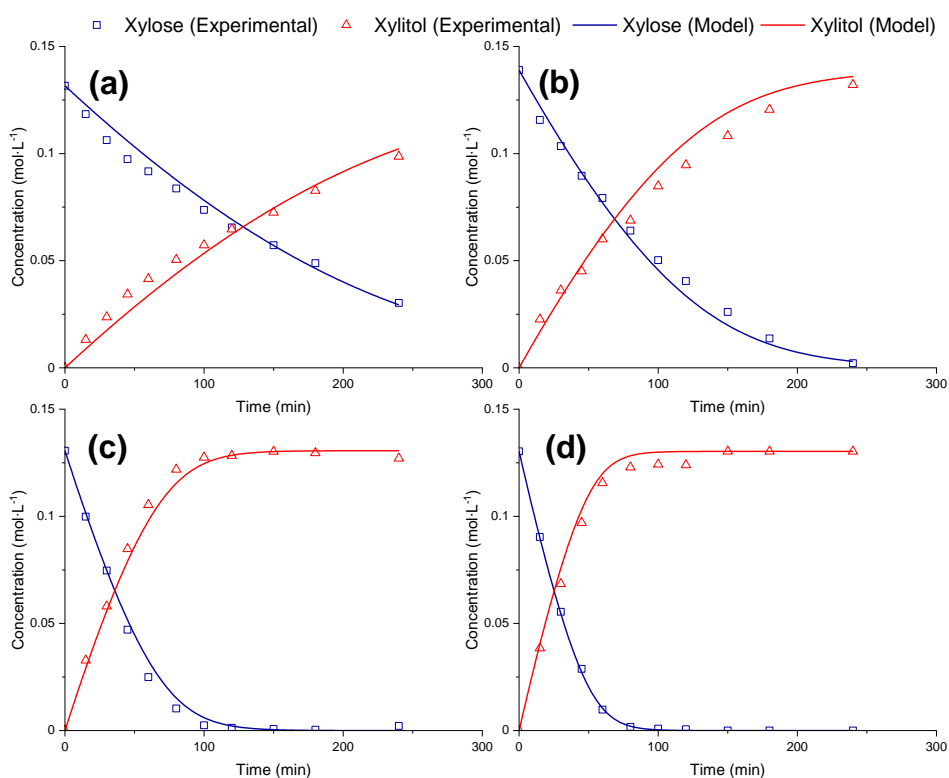 Xylose (Experimental) Xylitol (Experimental) Xylose (Model) Xylitol (Model)
(a)
0.15
0.1
0.05
0
Concentration (mol·L⁻¹)
0 100 200 300
Time (min)
(b)
0.15
0.1
0.05
0
Concentration (mol·L⁻¹)
0 100 200 300
Time (min)
(c)
0.15
0.1
0.05
0
Concentration (mol·L⁻¹)
0 100 200 300
Time (min)
(d)
0.15
0.1
0.05
0
Concentration (mol·L⁻¹)
0 100 200 300
Time (min)